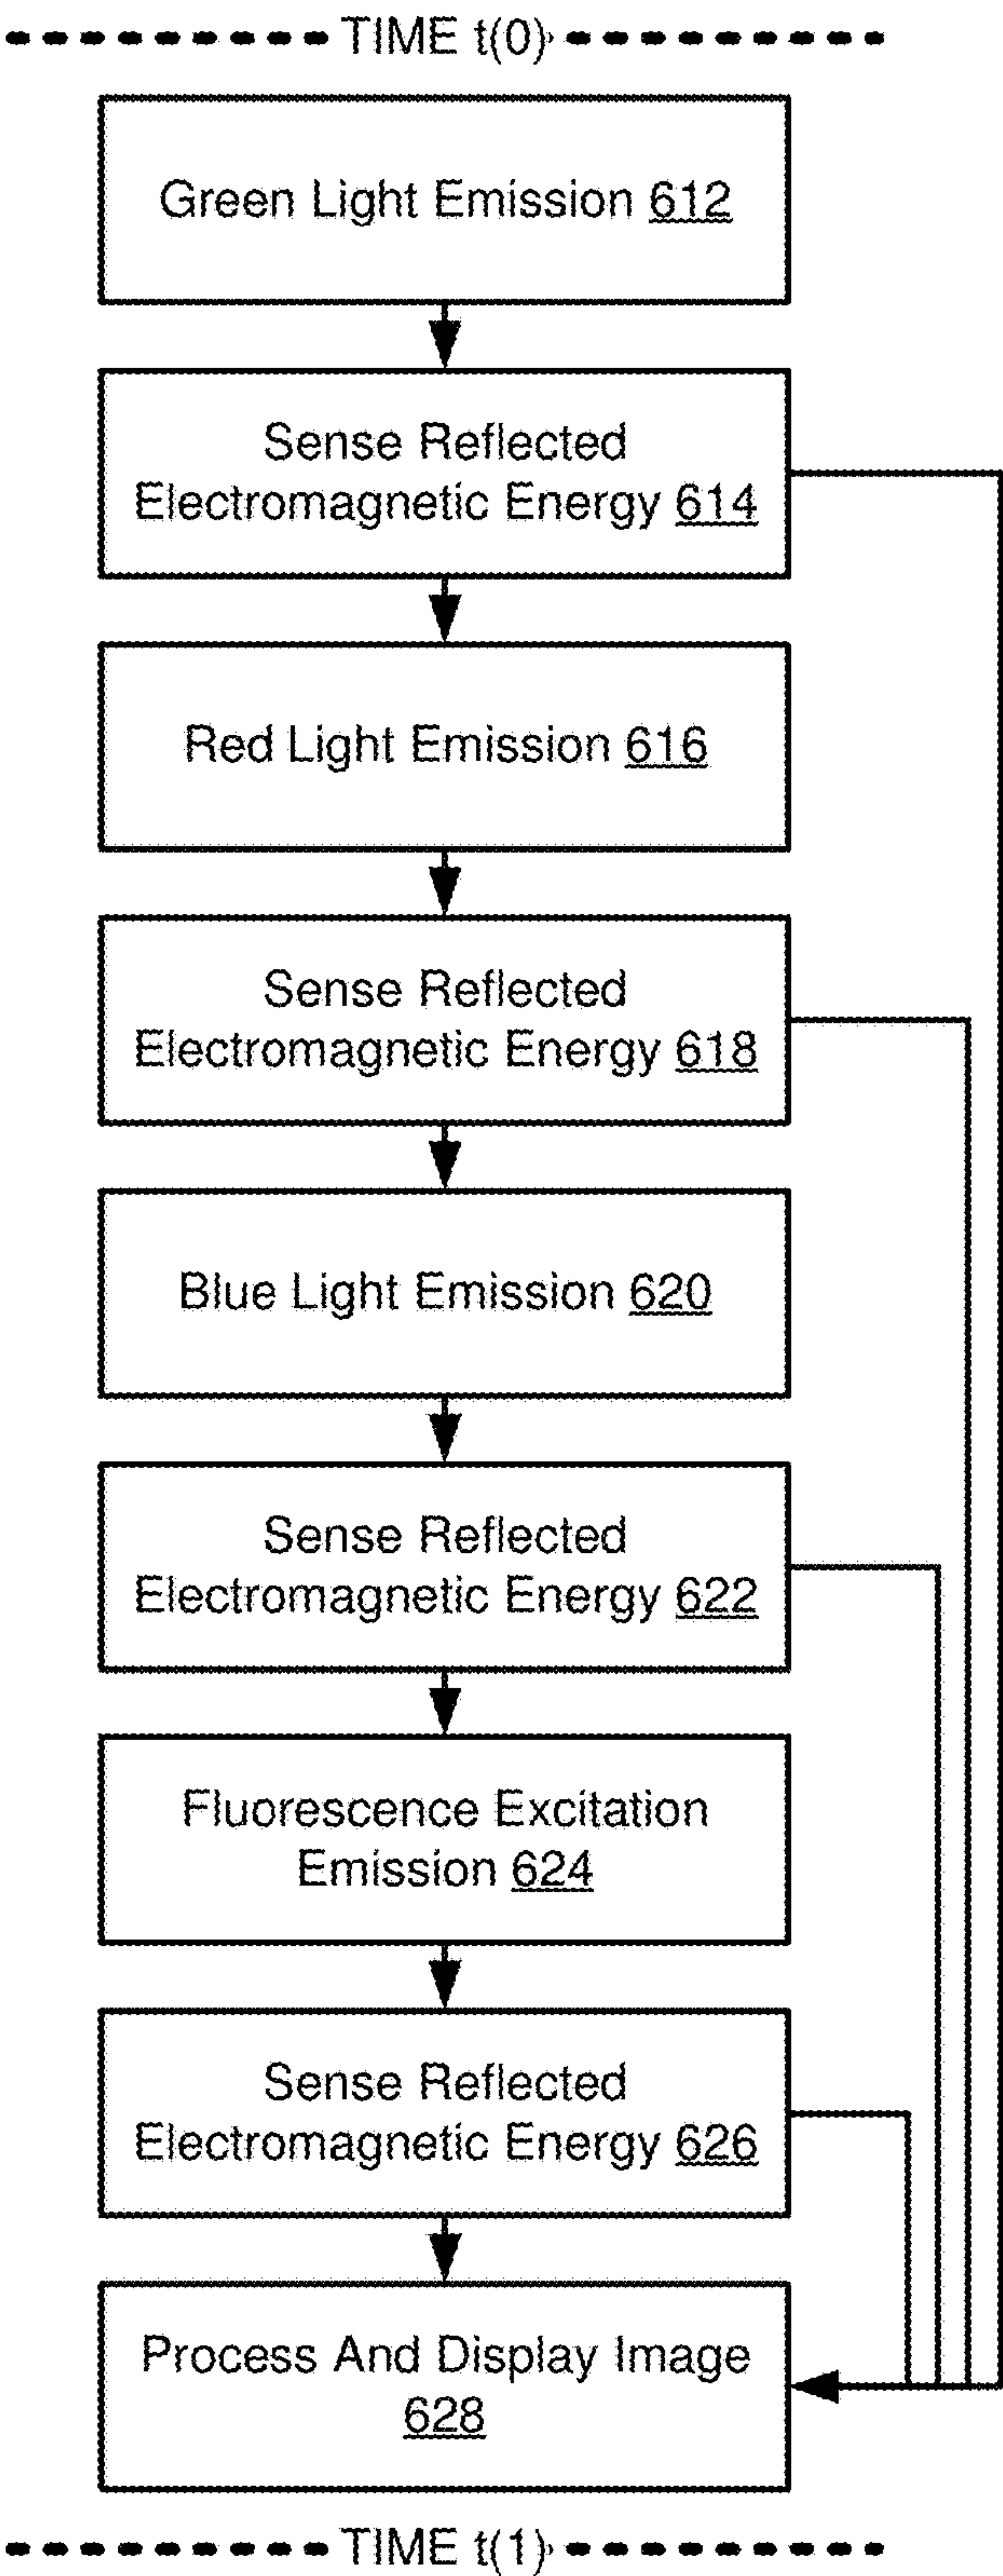 TIME t(0)
Green Light Emission 612
Sense Reflected
Electromagnetic Energy 614
Red Light Emission 616
Sense Reflected
Electromagnetic Energy 618
Blue Light Emission 620
Sense Reflected
Electromagnetic Energy 622
Fluorescence Excitation
Emission 624
Sense Reflected
Electromagnetic Energy 626
Process And Display Image
628
TIME t(1)